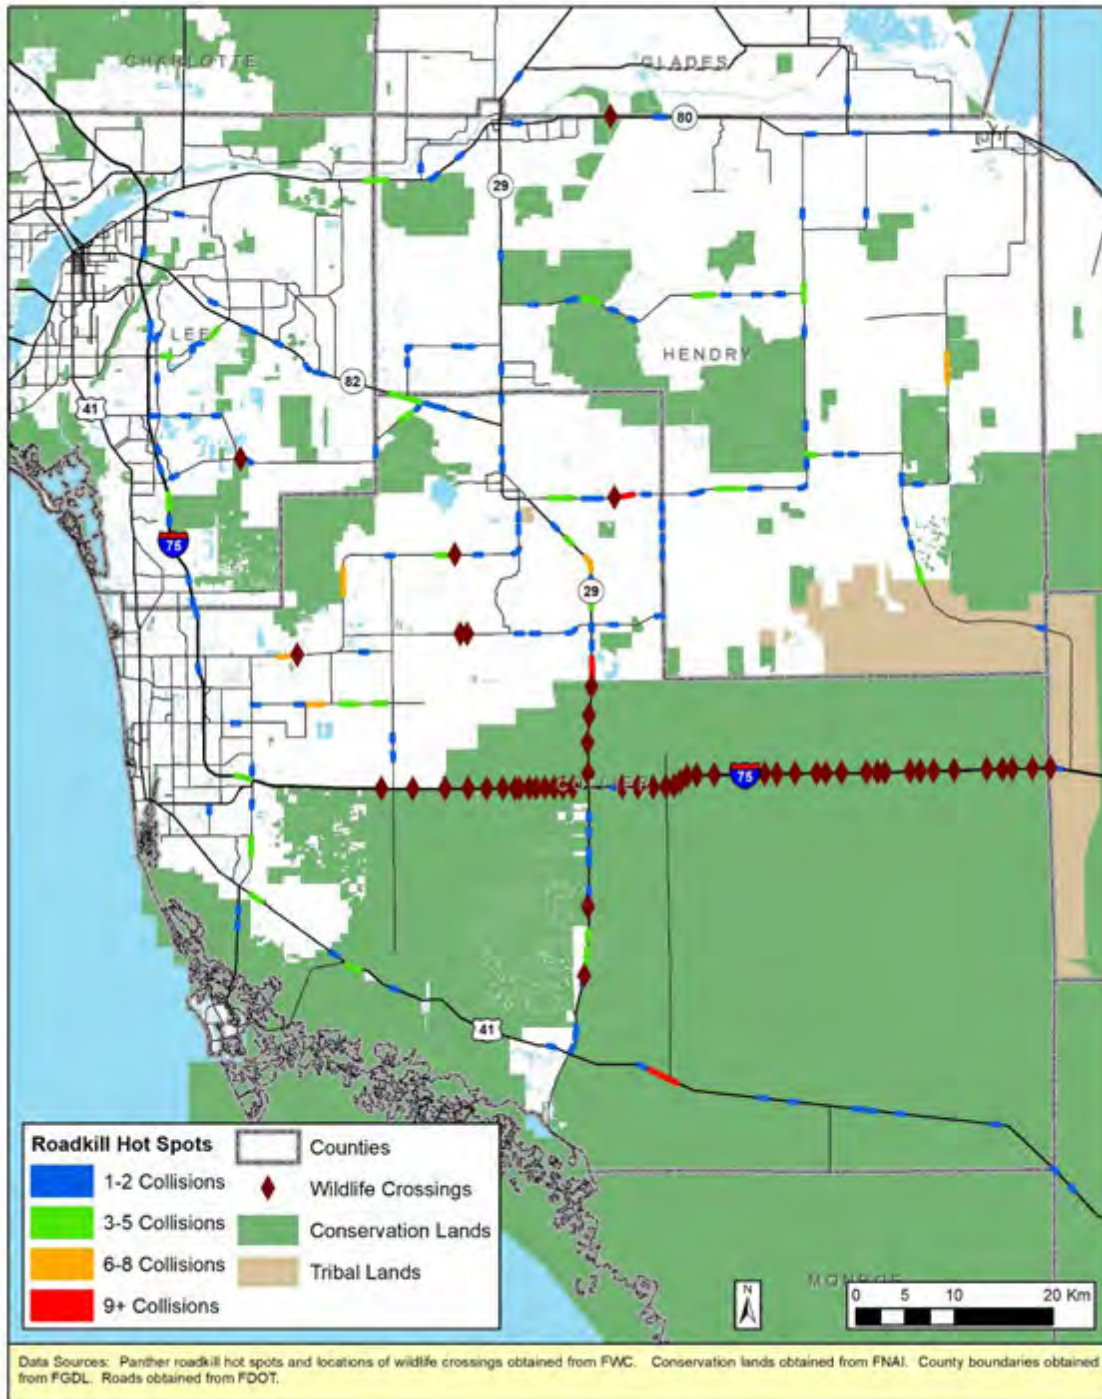 CHARLOTTE
GLADES
80
29
LEE
HENDRY
82
41
75
29
COLLIER
75
41
Roadkill Hot Spots
1-2 Collisions
3-5 Collisions
6-8 Collisions
9+ Collisions
Counties
Wildlife Crossings
Conservation Lands
Tribal Lands
MONROE
N
0 5 10 20 Km
Data Sources: Panther roadkill hot spots and locations of wildlife crossings obtained from FWC. Conservation lands obtained from FNAI. County boundaries obtained
from FGDL. Roads obtained from FDOT.